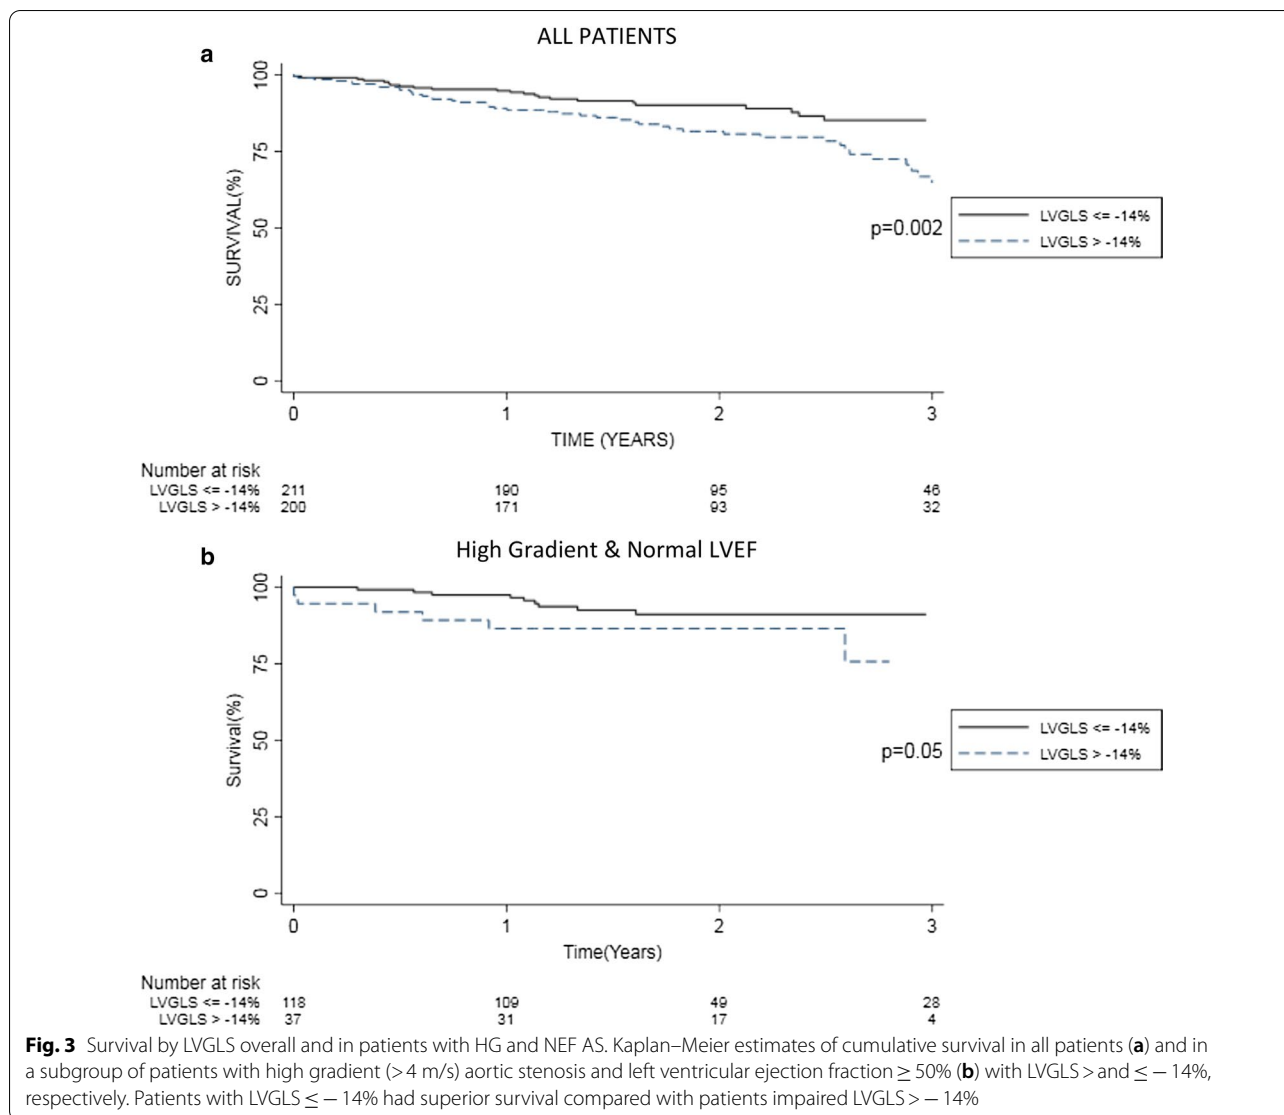 a
ALL PATIENTS
100
75
50
25
0
SURVIVAL(%)
p=0.002
LVGLS <= -14%
LVGLS > -14%
0 1 2 3
TIME (YEARS)
Number at risk
LVGLS <= -14% 211 190 95 46
LVGLS > -14% 200 171 93 32
b
High Gradient & Normal LVEF
100
75
50
25
0
Survival(%)
p=0.05
LVGLS <= -14%
LVGLS > -14%
0 1 2 3
Time(Years)
Number at risk
LVGLS <= -14% 118 109 49 28
LVGLS > -14% 37 31 17 4
Fig. 3 Survival by LVGLS overall and in patients with HG and NEF AS. Kaplan–Meier estimates of cumulative survival in all patients (a) and in
a subgroup of patients with high gradient (> 4 m/s) aortic stenosis and left ventricular ejection fraction ≥ 50% (b) with LVGLS > and ≤ − 14%,
respectively. Patients with LVGLS ≤ − 14% had superior survival compared with patients impaired LVGLS > − 14%